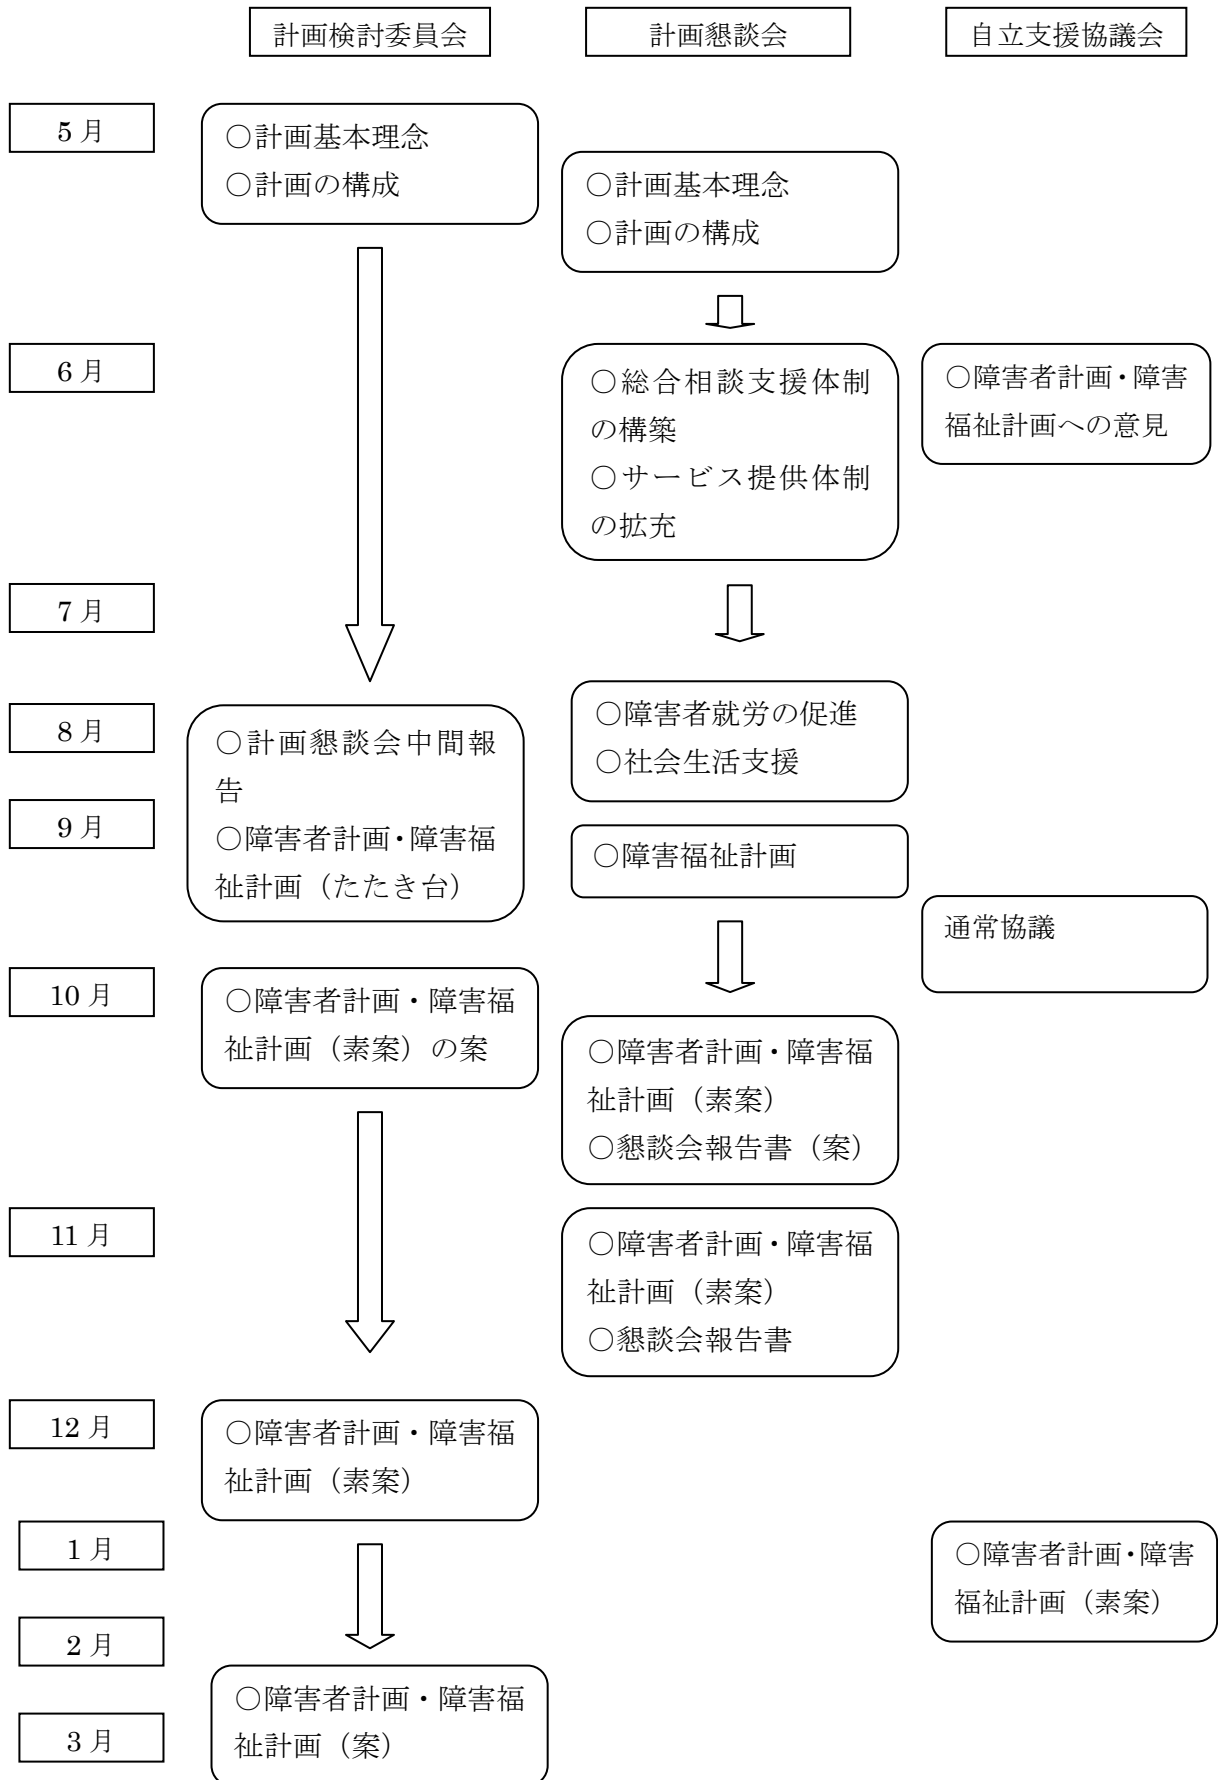 計画検討委員会
計画懇談会
自立支援協議会
5月
○計画基本理念
○計画の構成
○計画基本理念
○計画の構成
6月
○総合相談支援体制
の構築
○サービス提供体制
の拡充
○障害者計画・障害
福祉計画への意見
7月
8月
○計画懇談会中間報
告
○障害者計画・障害福
祉計画（たたき台）
○障害者就労の促進
○社会生活支援
9月
○障害福祉計画
通常協議
10月
○障害者計画・障害福
祉計画（素案）の案
○障害者計画・障害福
祉計画（素案）
○懇談会報告書（案）
11月
○障害者計画・障害福
祉計画（素案）
○懇談会報告書
12月
○障害者計画・障害福
祉計画（素案）
1月
○障害者計画・障害
福祉計画（素案）
2月
○障害者計画・障害福
祉計画（案）
3月